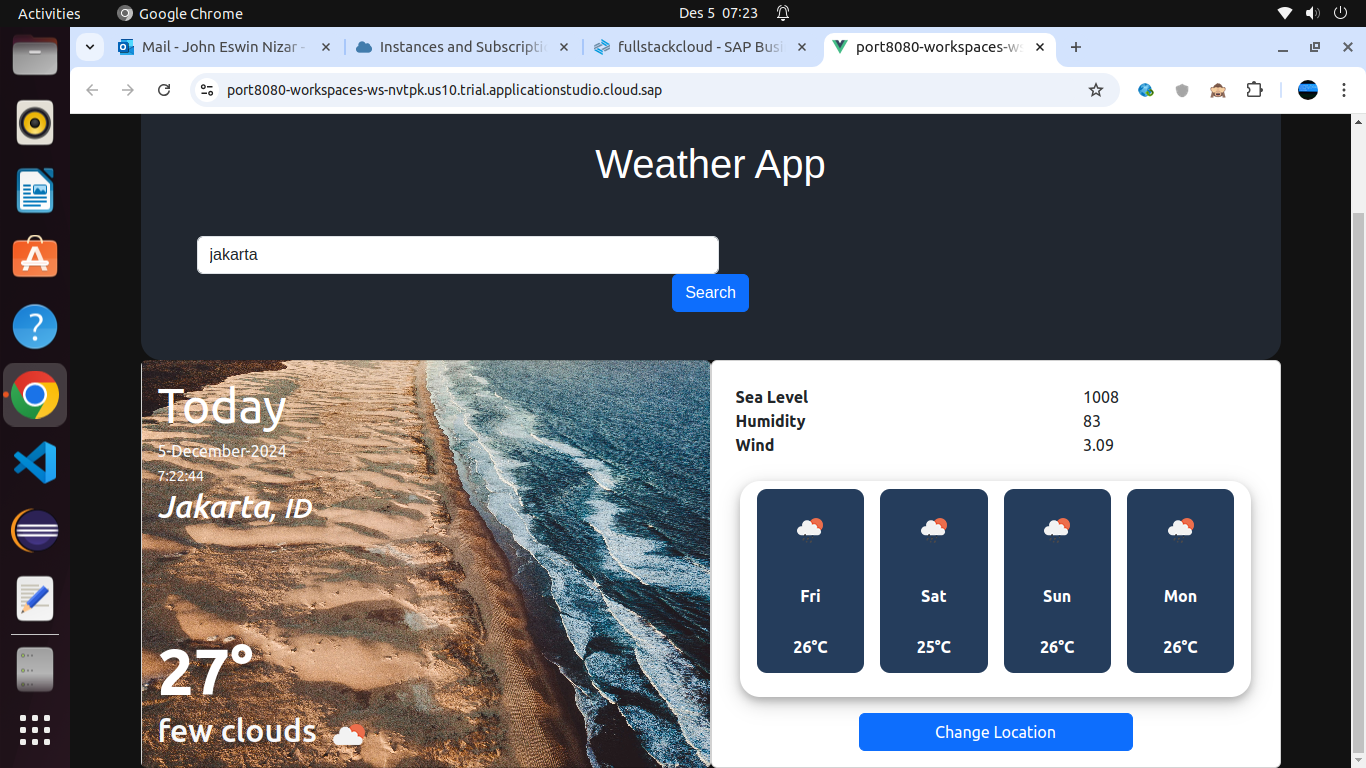 Activities Google Chrome Des 5 07:23
Mail - John Eswin Nizar -
Instances and Subscripti
fullstackcloud - SAP Busi
port8080-workspaces-ws
port8080-workspaces-ws-nvtpk.us10.trial.applicationstudio.cloud.sap
Weather App
jakarta
Search
Today
5-December-2024
7:22:44
Jakarta, ID
27°
few clouds
Sea Level 1008
Humidity 83
Wind 3.09
Fri Sat Sun Mon
26°C 25°C 26°C 26°C
Change Location